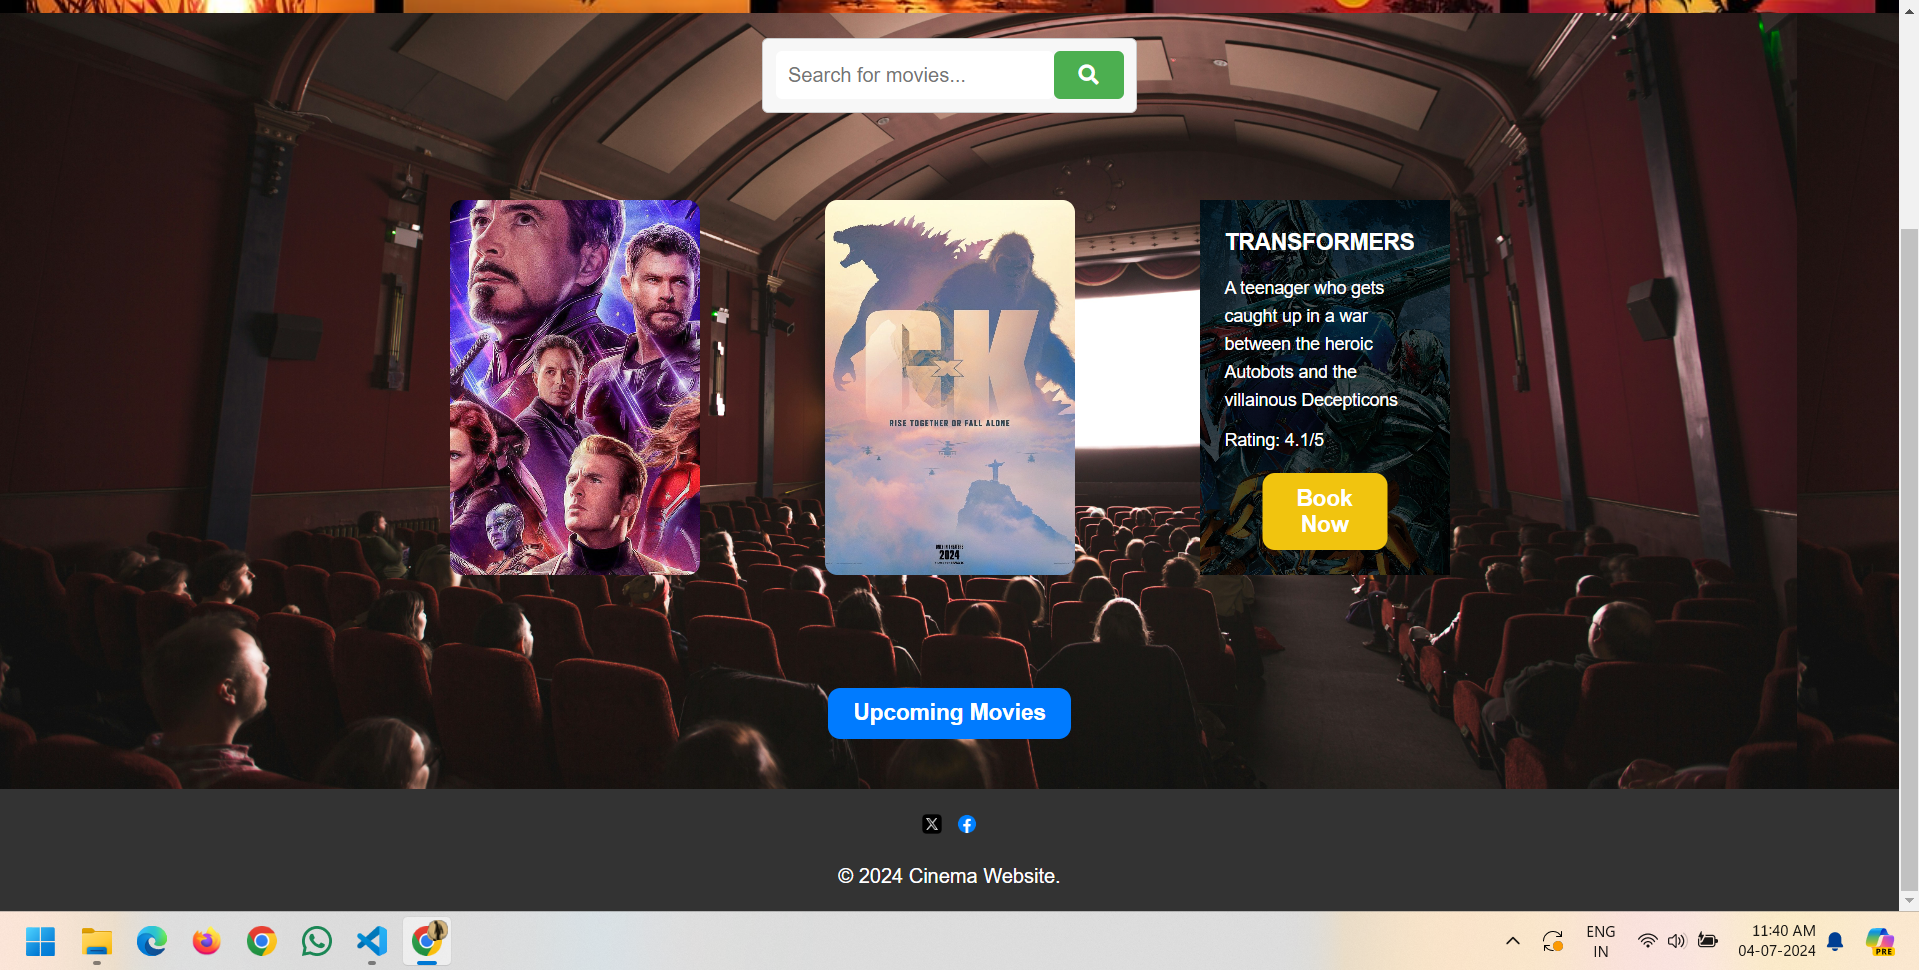 Search for movies...
GK
x
RISE TOGETHER OR FALL ALONE
2024
TRANSFORMERS
A teenager who gets
caught up in a war
between the heroic
Autobots and the
villainous Decepticons
Rating: 4.1/5
Book
Now
Upcoming Movies
© 2024 Cinema Website.
ENG
IN
11:40 AM
04-07-2024
PRE